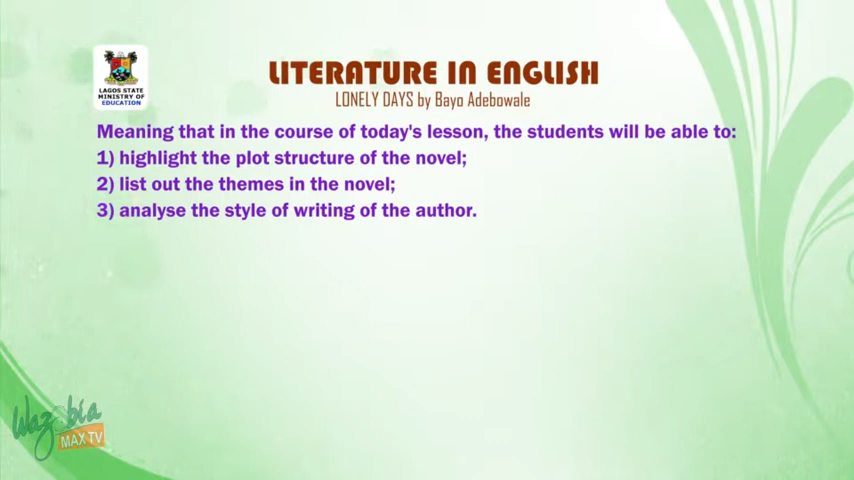 LAGOS STATE
MINISTRY OF
EDUCATION
LITERATURE IN ENGLISH
LONELY DAYS by Bayo Adebowale
Meaning that in the course of today's lesson, the students will be able to:
1) highlight the plot structure of the novel;
2) list out the themes in the novel;
3) analyse the style of writing of the author.
Wazobia
MAX TV